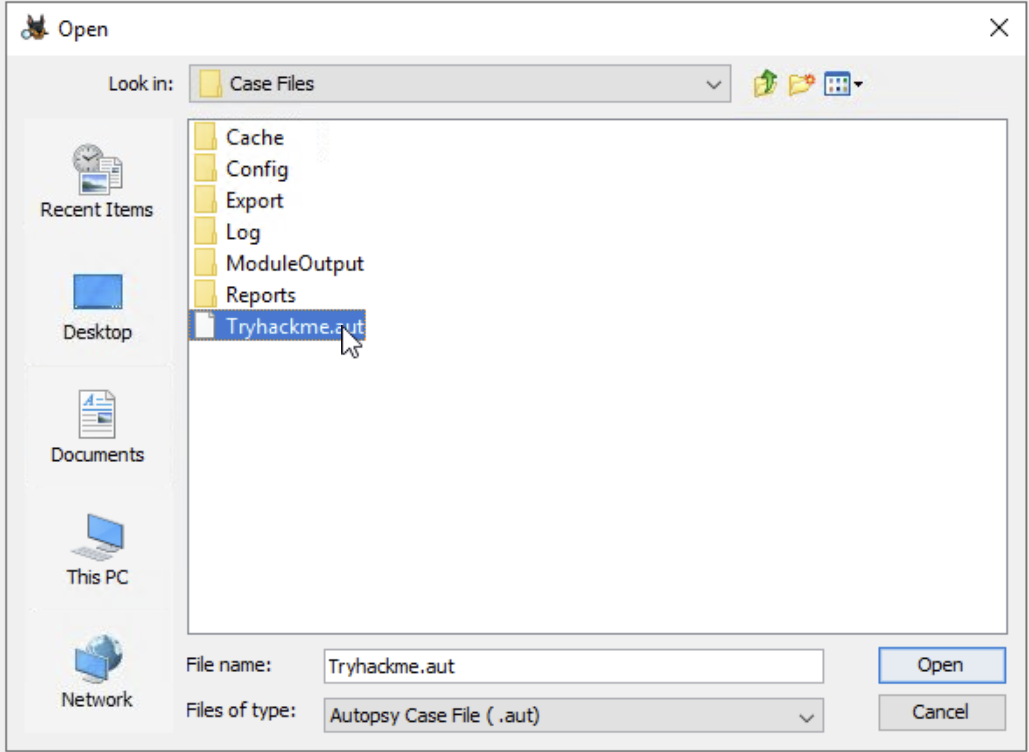 Open
Look in:
Case Files
Cache
Config
Export
Log
ModuleOutput
Reports
Tryhackme.aut
Recent Items
Desktop
Documents
This PC
Network
File name:
Tryhackme.aut
Open
Files of type:
Autopsy Case File ( .aut)
Cancel